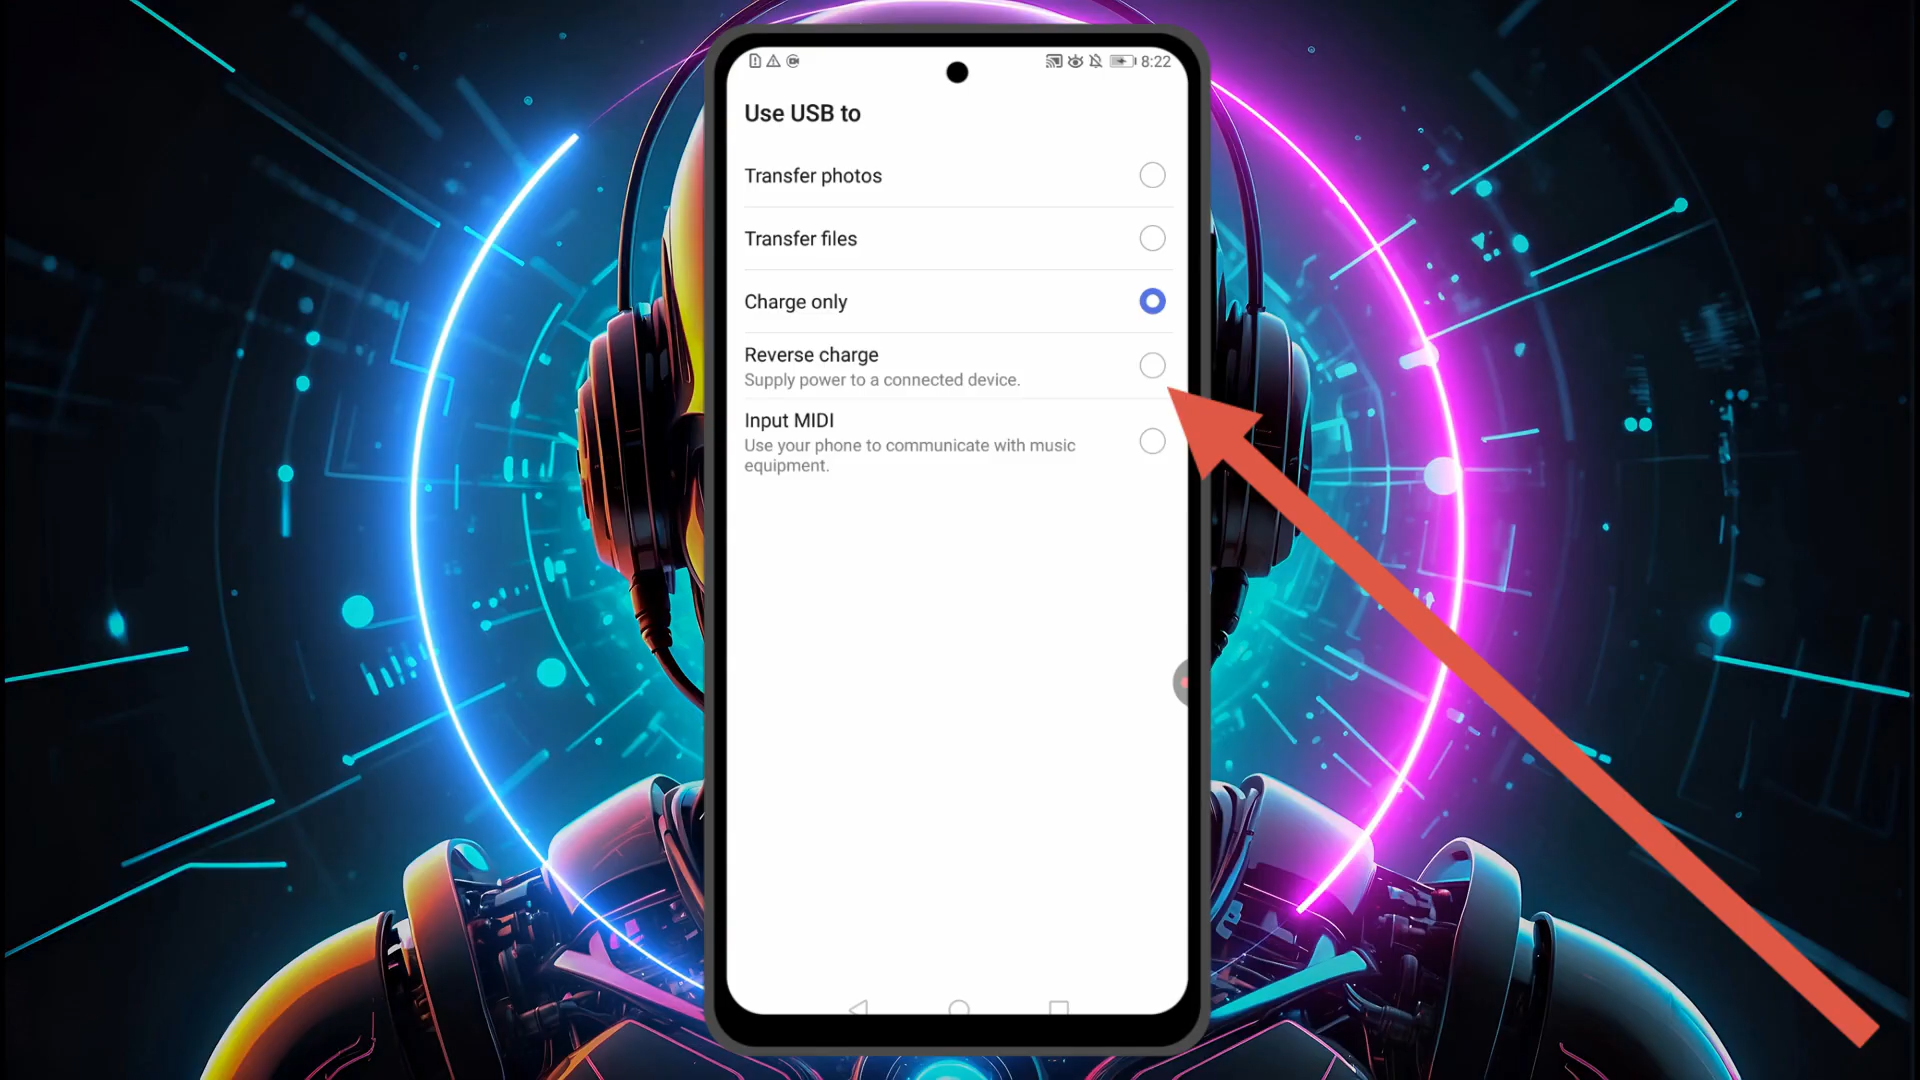 8:22
Use USB to
Transfer photos
Transfer files
Charge only
Reverse charge
Supply power to a connected device.
Input MIDI
Use your phone to communicate with music
equipment.